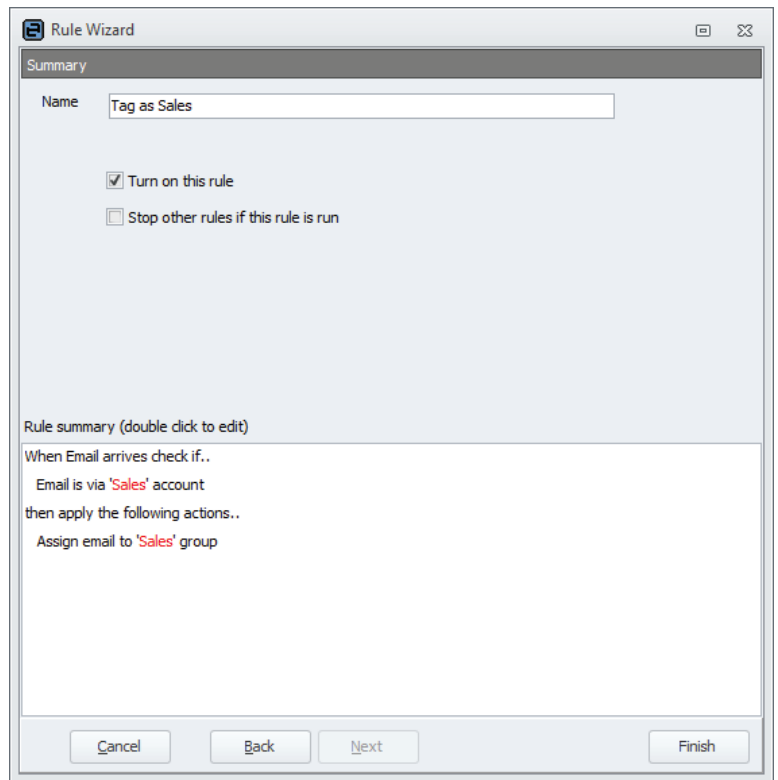 Rule Wizard
Summary
Name
Tag as Sales
Turn on this rule
Stop other rules if this rule is run
Rule summary (double click to edit)
When Email arrives check if..
Email is via 'Sales' account
then apply the following actions..
Assign email to 'Sales' group
Cancel Back Next Finish